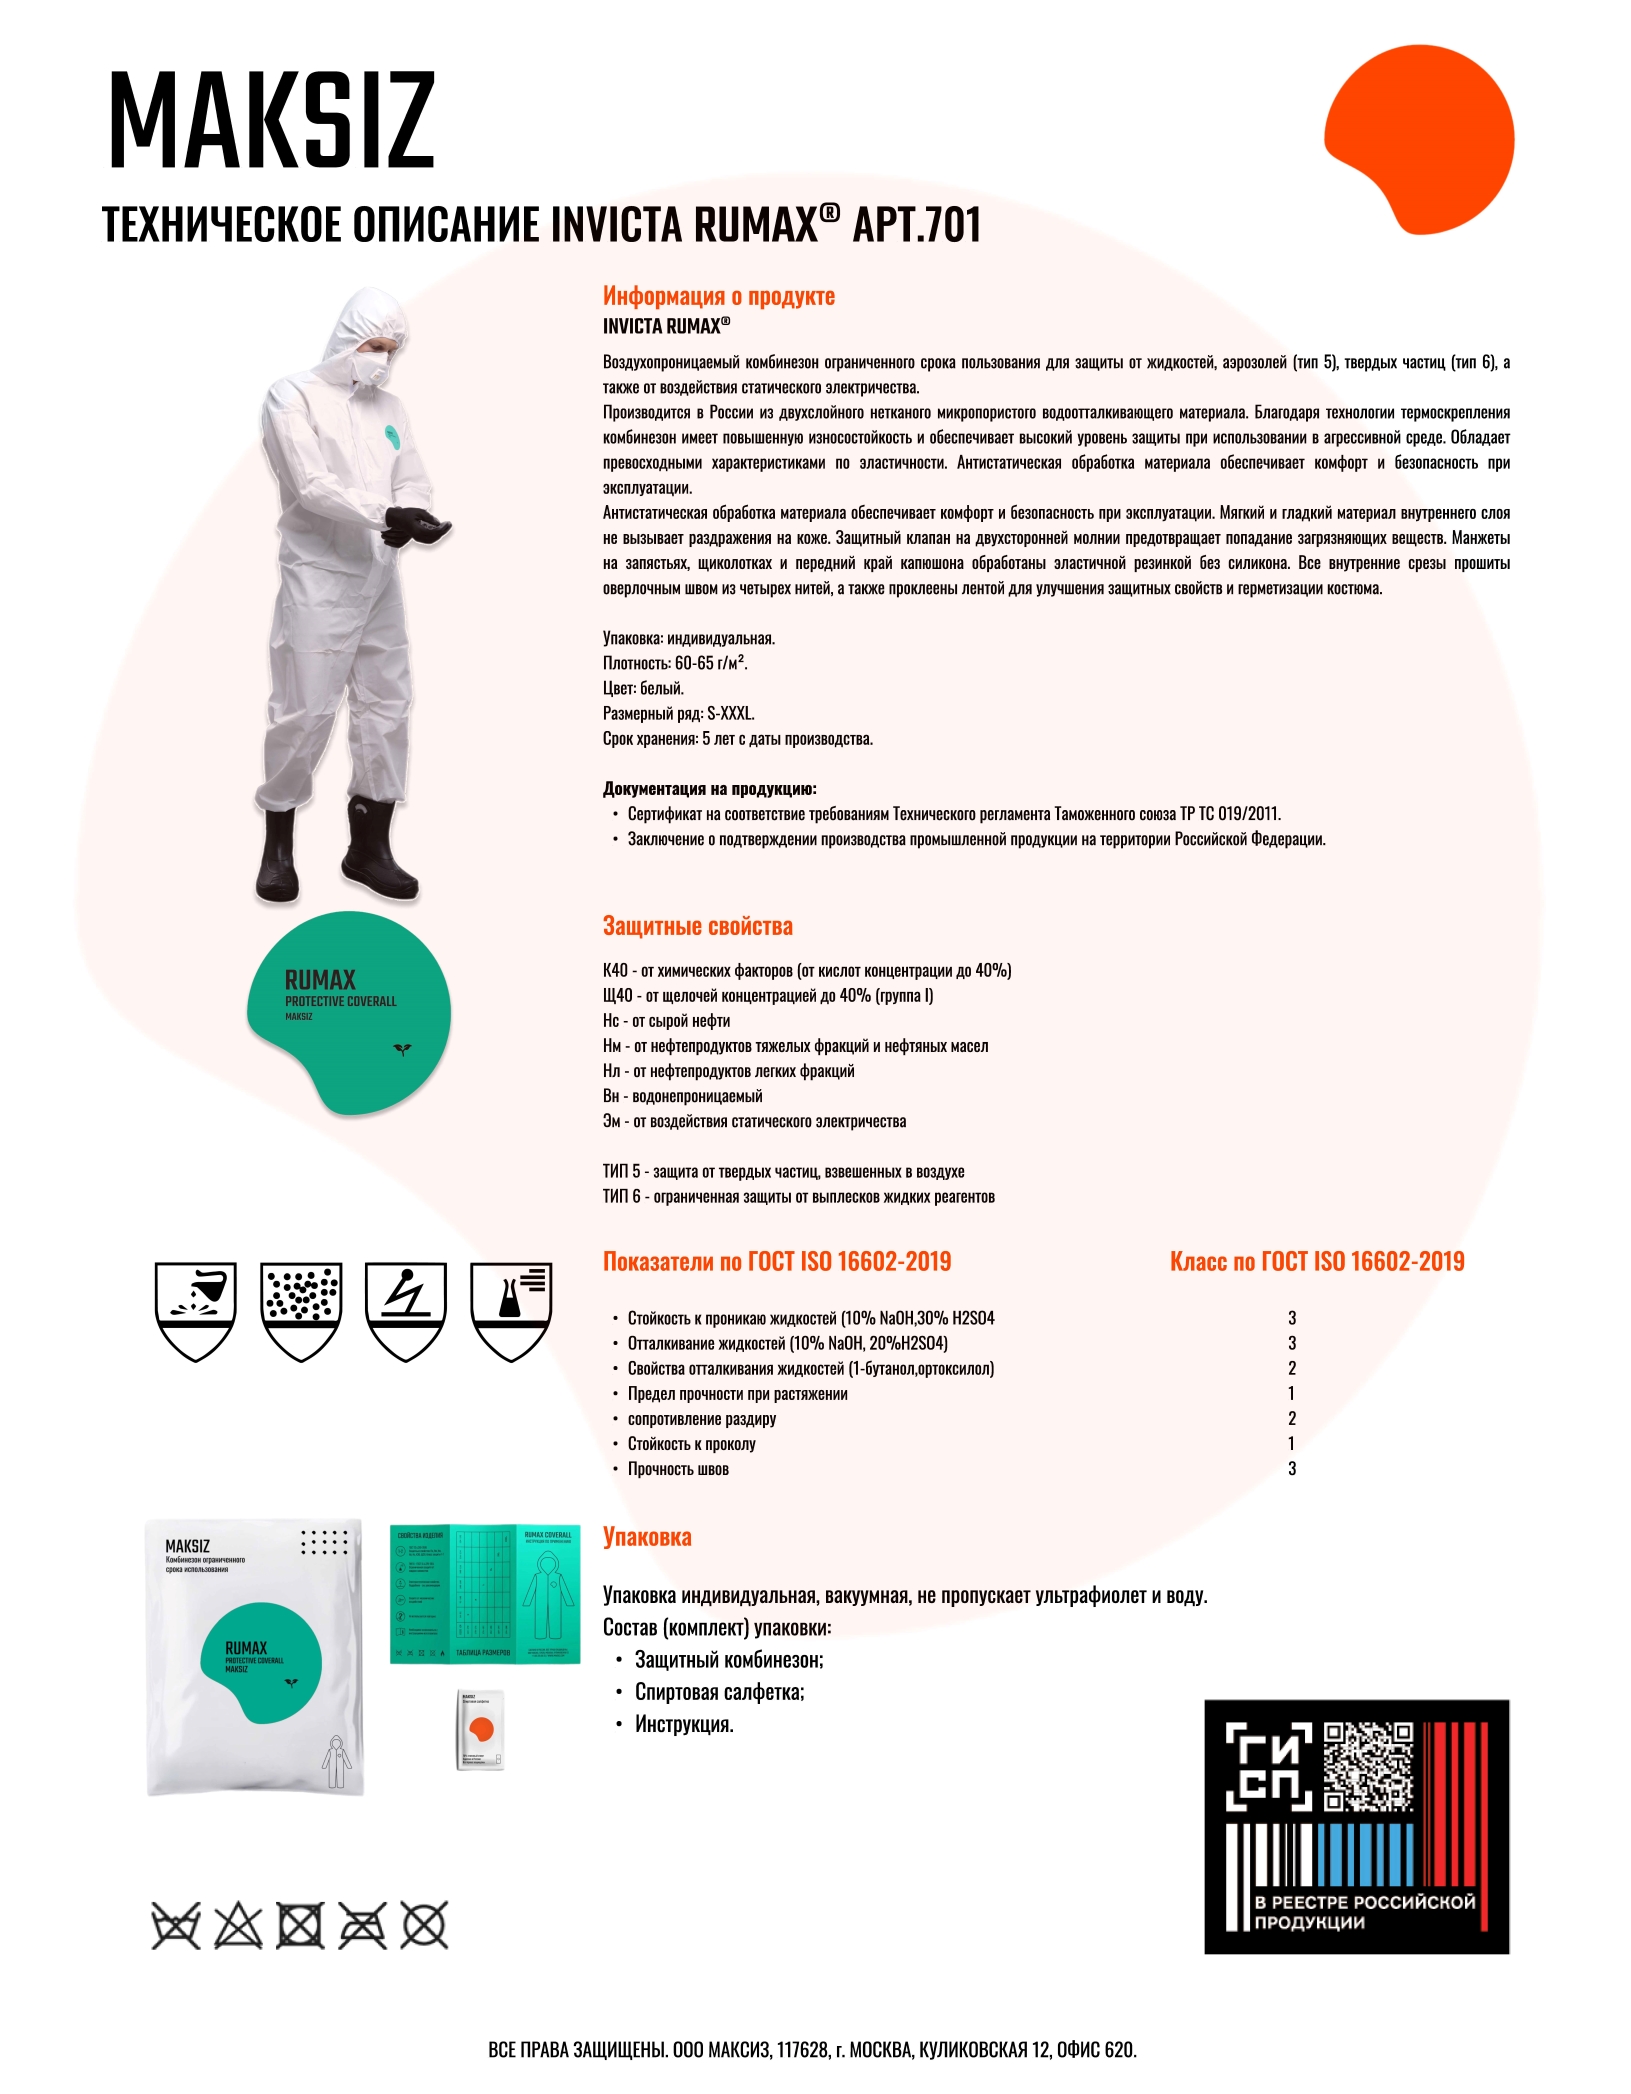 MAKSIZ
ТЕХНИЧЕСКОЕ ОПИСАНИЕ INVICTA RUMAX® АРТ.701
Информация о продукте
INVICTA RUMAX®
Воздухопроницаемый комбинезон ограниченного срока пользования для защиты от жидкостей, аэрозолей (тип 5), твердых частиц (тип 6), а
также от воздействия статического электричества.
Производится в России из двухслойного нетканого микропористого водоотталкивающего материала. Благодаря технологии термоскрепления
комбинезон имеет повышенную износостойкость и обеспечивает высокий уровень защиты при использовании в агрессивной среде. Обладает
превосходными характеристиками по эластичности. Антистатическая обработка материала обеспечивает комфорт и безопасность при
эксплуатации.
Антистатическая обработка материала обеспечивает комфорт и безопасность при эксплуатации. Мягкий и гладкий материал внутреннего слоя
не вызывает раздражения на коже. Защитный клапан на двухсторонней молнии предотвращает попадание загрязняющих веществ. Манжеты
на запястьях, щиколотках и передний край капюшона обработаны эластичной резинкой без силикона. Все внутренние срезы прошиты
оверлочным швом из четырех нитей, а также проклеены лентой для улучшения защитных свойств и герметизации костюма.
Упаковка: индивидуальная.
Плотность: 60-65 г/м².
Цвет: белый.
Размерный ряд: S-XXXL.
Срок хранения: 5 лет с даты производства.
Документация на продукцию:
• Сертификат на соответствие требованиям Технического регламента Таможенного союза ТР ТС 019/2011.
• Заключение о подтверждении производства промышленной продукции на территории Российской Федерации.
RUMAX
PROTECTIVE COVERALL
MAKSIZ
Защитные свойства
К40 - от химических факторов (от кислот концентрации до 40%)
Щ40 - от щелочей концентрацией до 40% (группа I)
Нс - от сырой нефти
Нм - от нефтепродуктов тяжелых фракций и нефтяных масел
Нл - от нефтепродуктов легких фракций
Вн - водонепроницаемый
Эм - от воздействия статического электричества
ТИП 5 - защита от твердых частиц, взвешенных в воздухе
ТИП 6 - ограниченная защиты от выплесков жидких реагентов
Показатели по ГОСТ ISO 16602-2019 Класс по ГОСТ ISO 16602-2019
• Стойкость к проникаю жидкостей (10% NaOH,30% H2SO4 3
• Отталкивание жидкостей (10% NaOH, 20%H2SO4) 3
• Свойства отталкивания жидкостей (1-бутанол,ортоксилол) 2
• Предел прочности при растяжении 1
• сопротивление раздиру 2
• Стойкость к проколу 1
• Прочность швов 3
MAKSIZ
Комбинезон ограниченного
срока использования
RUMAX
PROTECTIVE COVERALL
MAKSIZ
СВОЙСТВА ИЗДЕЛИЯ
ТАБЛИЦА РАЗМЕРОВ
RUMAX COVERALL
MAKSIZ
Упаковка
Упаковка индивидуальная, вакуумная, не пропускает ультрафиолет и воду.
Состав (комплект) упаковки:
• Защитный комбинезон;
• Спиртовая салфетка;
• Инструкция.
ГИ
СП
В РЕЕСТРЕ РОССИЙСКОЙ
ПРОДУКЦИИ
ВСЕ ПРАВА ЗАЩИЩЕНЫ. ООО МАКСИЗ, 117628, г. МОСКВА, КУЛИКОВСКАЯ 12, ОФИС 620.